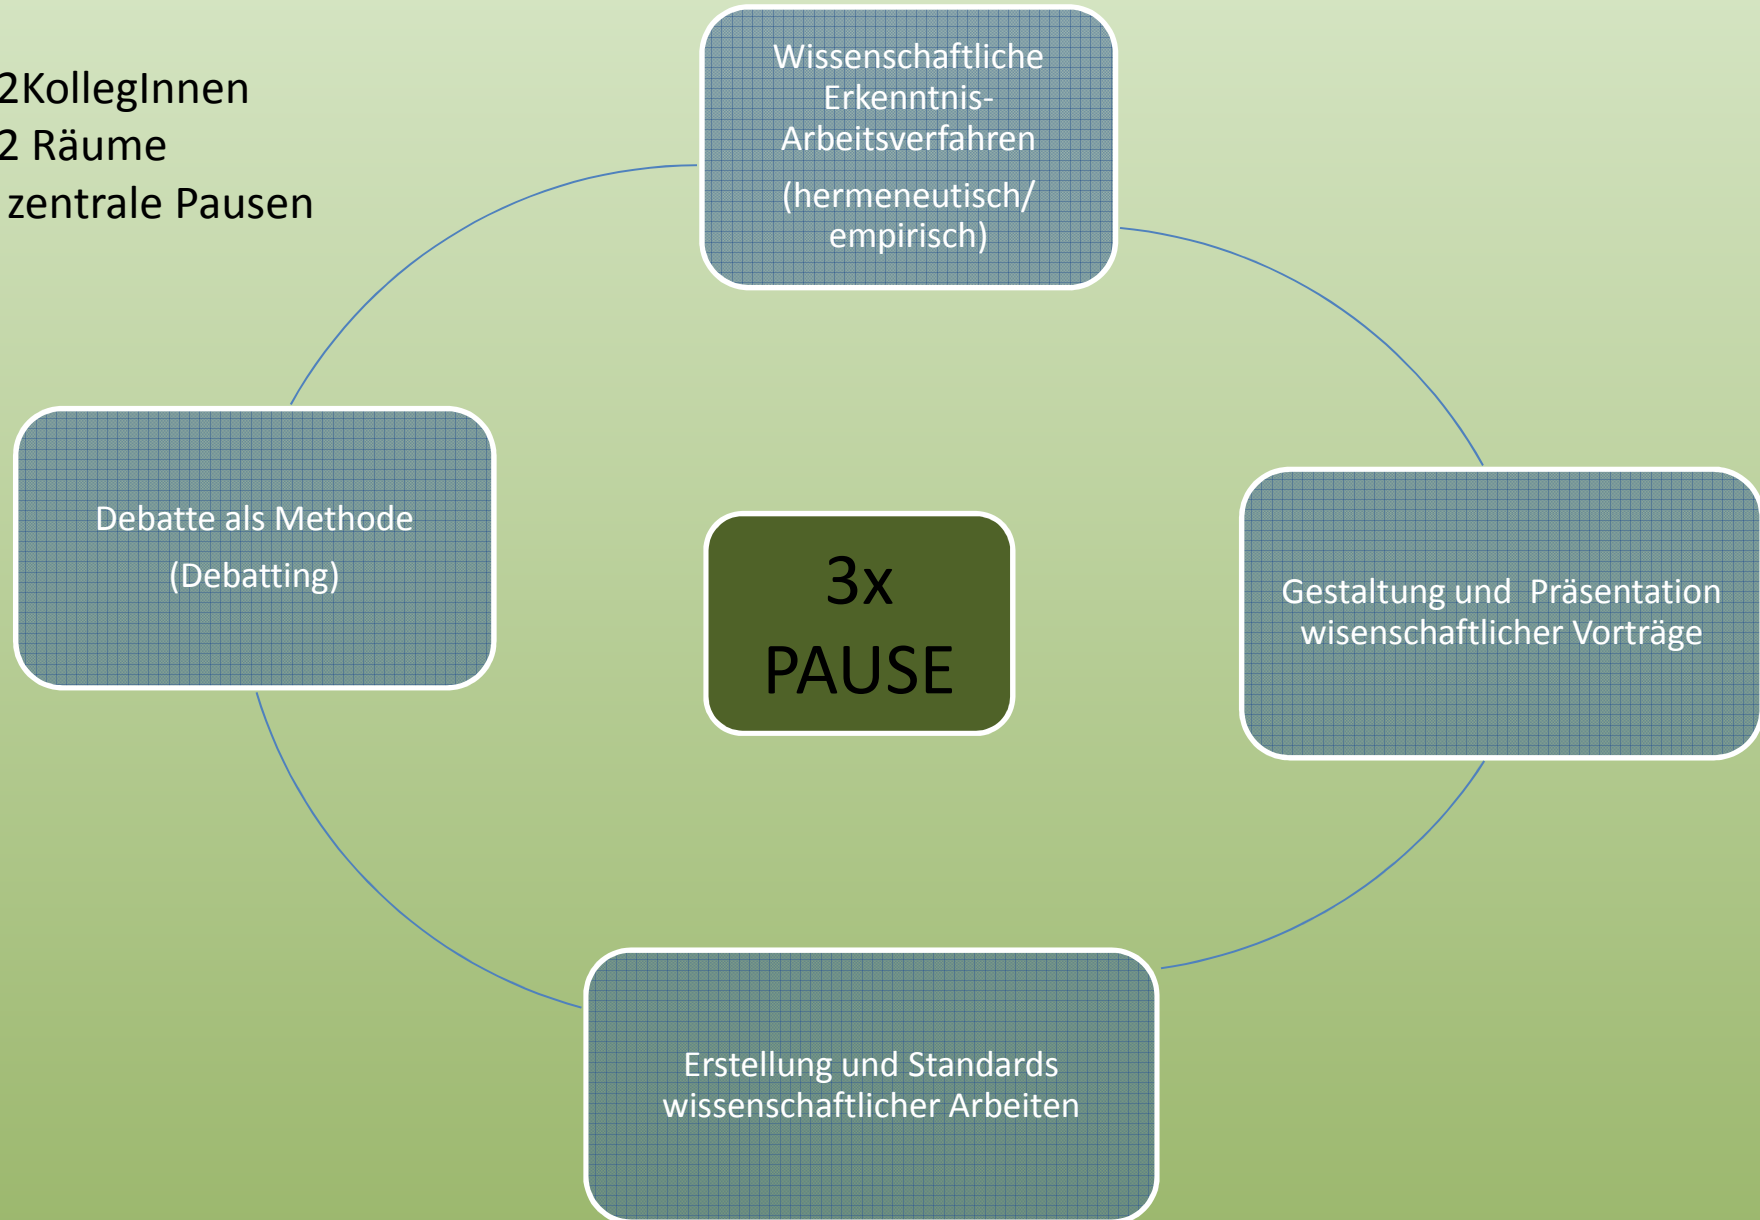 2KollegInnen
2 Räume
zentrale Pausen
Wissenschaftliche
Erkenntnis-
Arbeitsverfahren
(hermeneutisch/
empirisch)
Debatte als Methode
(Debatting)
3x
PAUSE
Gestaltung und Präsentation
wisenschaftlicher Vorträge
Erstellung und Standards
wissenschaftlicher Arbeiten